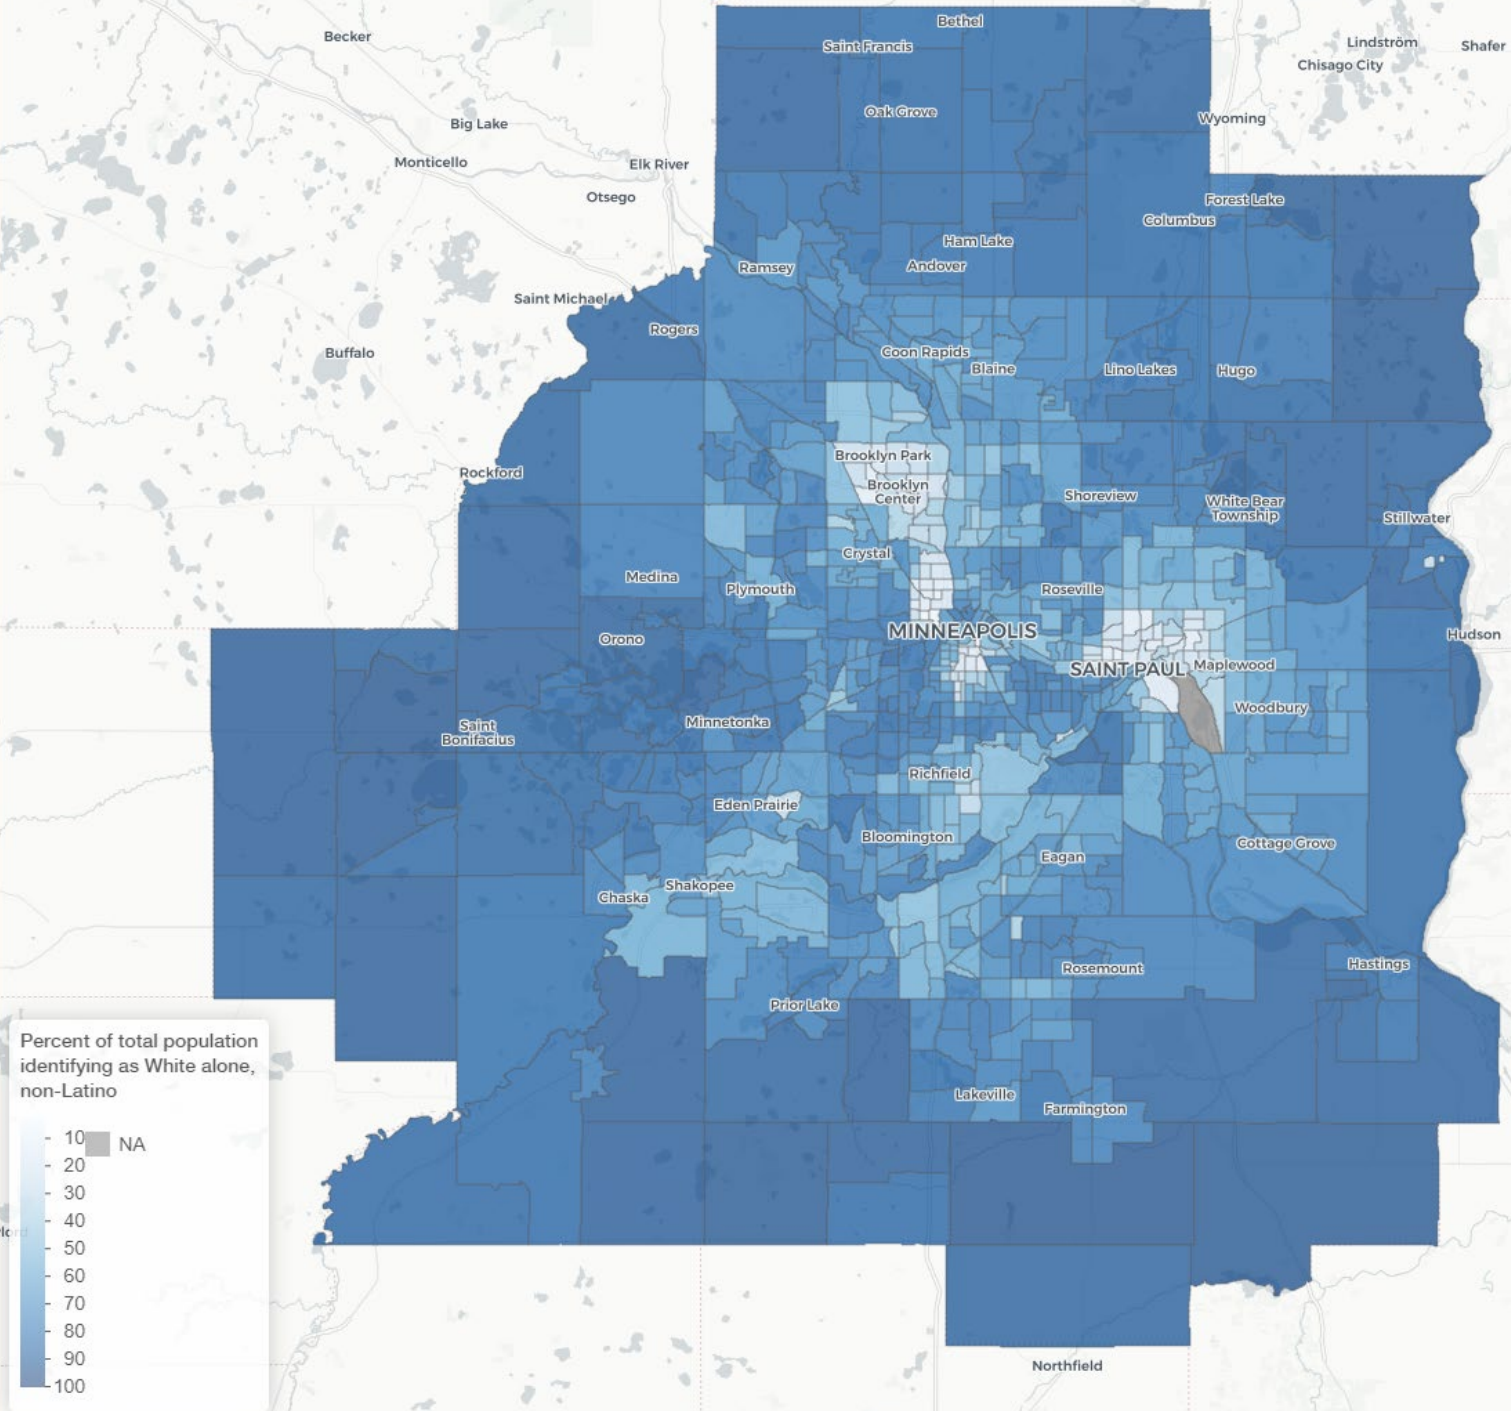 Bethel
Becker
Lindström
Shafer
Saint Francis
Chisago City
Oak Grove
Wyoming
Big Lake
Monticello
Elk River
Otsego
Forest Lake
Columbus
Ham Lake
Andover
Ramsey
Saint Michael
Rogers
Buffalo
Coon Rapids
Blaine
Lino Lakes
Hugo
Brooklyn Park
Rockford
Brooklyn
Center
Shoreview
White Bear
Township
Stillwater
Crystal
Medina
Plymouth
Roseville
MINNEAPOLIS
Orono
Hudson
SAINT PAUL
Maplewood
Woodbury
Saint
Bonifacius
Minnetonka
Richfield
Eden Prairie
Bloomington
Cottage Grove
Eagan
Shakopee
Chaska
Hastings
Rosemount
Prior Lake
Lakeville
Farmington
Northfield
Percent of total population
identifying as White alone,
non-Latino
10
NA
20
30
40
50
60
70
80
90
100